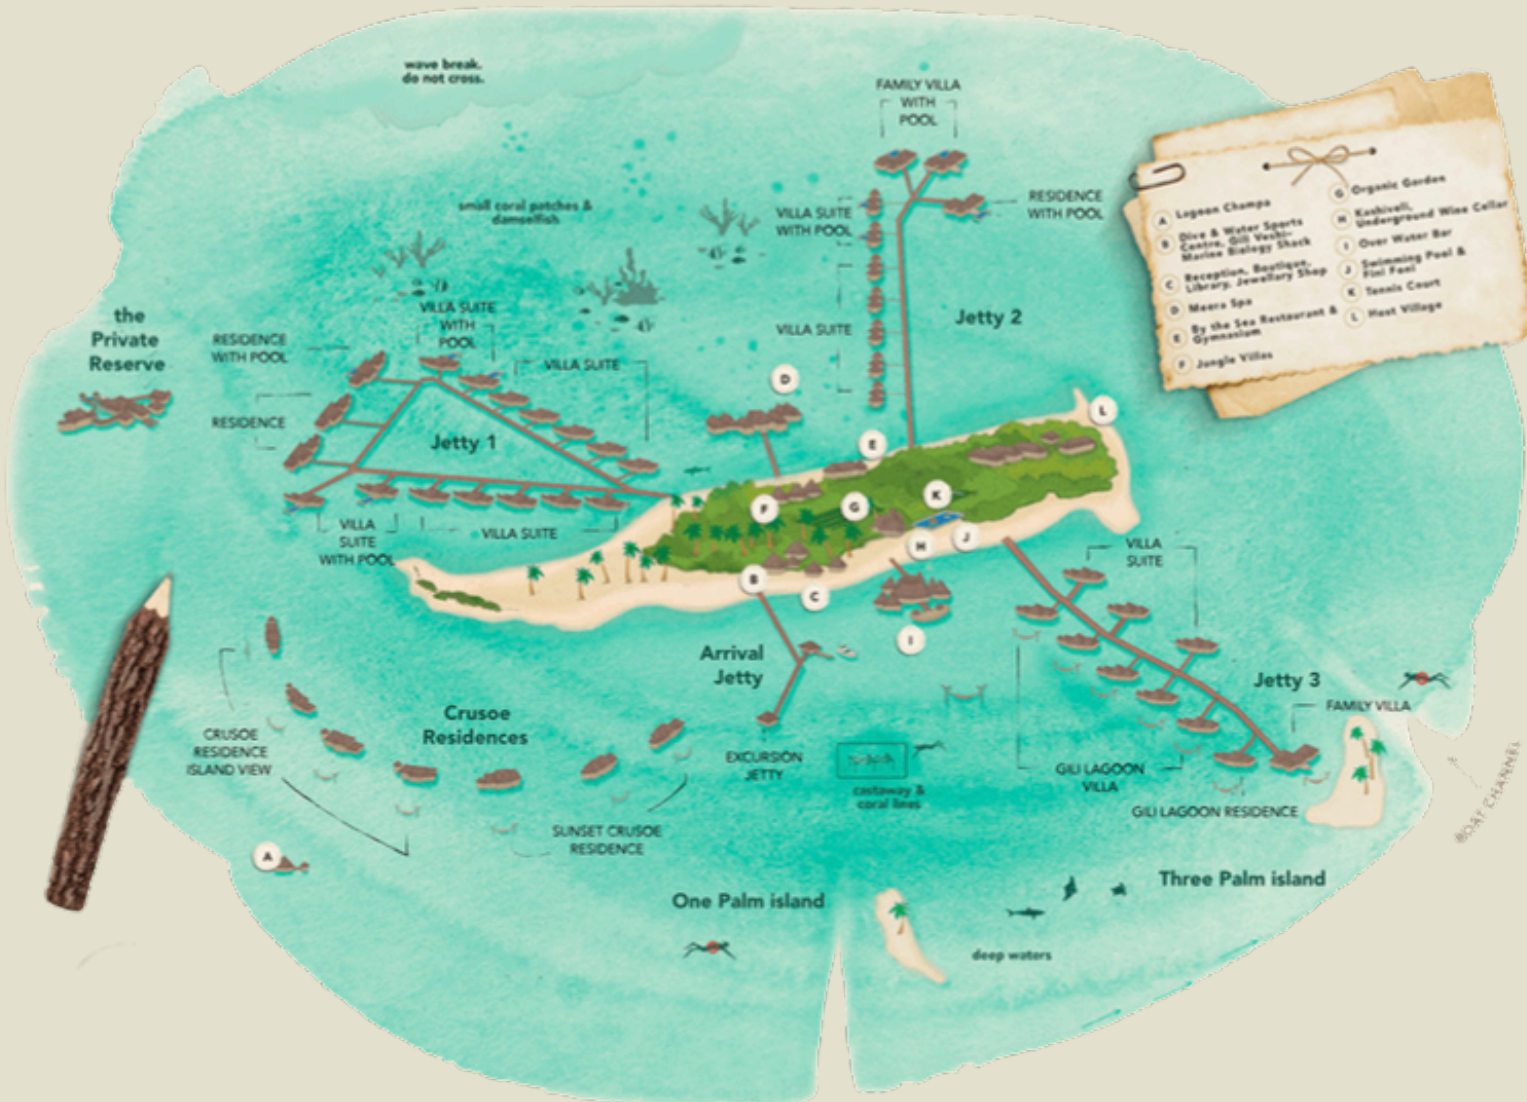 wave break.
do not cross.
FAMILY VILLA
WITH
POOL
small coral patches &
damselfish
VILLA SUITE
WITH POOL
RESIDENCE
WITH POOL
the
Private
Reserve
RESIDENCE
WITH POOL
VILLA SUITE
WITH
POOL
VILLA SUITE
VILLA SUITE
Jetty 2
RESIDENCE
Jetty 1
VILLA
SUITE
WITH POOL
VILLA SUITE
D
E
L
F
G
K
H
J
B
C
I
A
VILLA
SUITE
Arrival
Jetty
Jetty 3
FAMILY VILLA
Crusoe
Residences
CRUSOE
RESIDENCE
ISLAND VIEW
EXCURSION
JETTY
castaway &
coral lines
GILI LAGOON
VILLA
GILI LAGOON RESIDENCE
BOAT CHANNEL
SUNSET CRUSOE
RESIDENCE
One Palm island
Three Palm island
deep waters
A Lagoon Champa
B Dive & Water Sports
Centre, Gili Veshi-
Marine Biology Shack
C Reception, Boutique,
Library, Jewellery Shop
D Meera Spa
E By the Sea Restaurant &
Gymnasium
F Jungle Villas
G Organic Garden
H Kashiveli,
Underground Wine Cellar
I Over Water Bar
J Swimming Pool &
Fini Foni
K Tennis Court
L Host Village